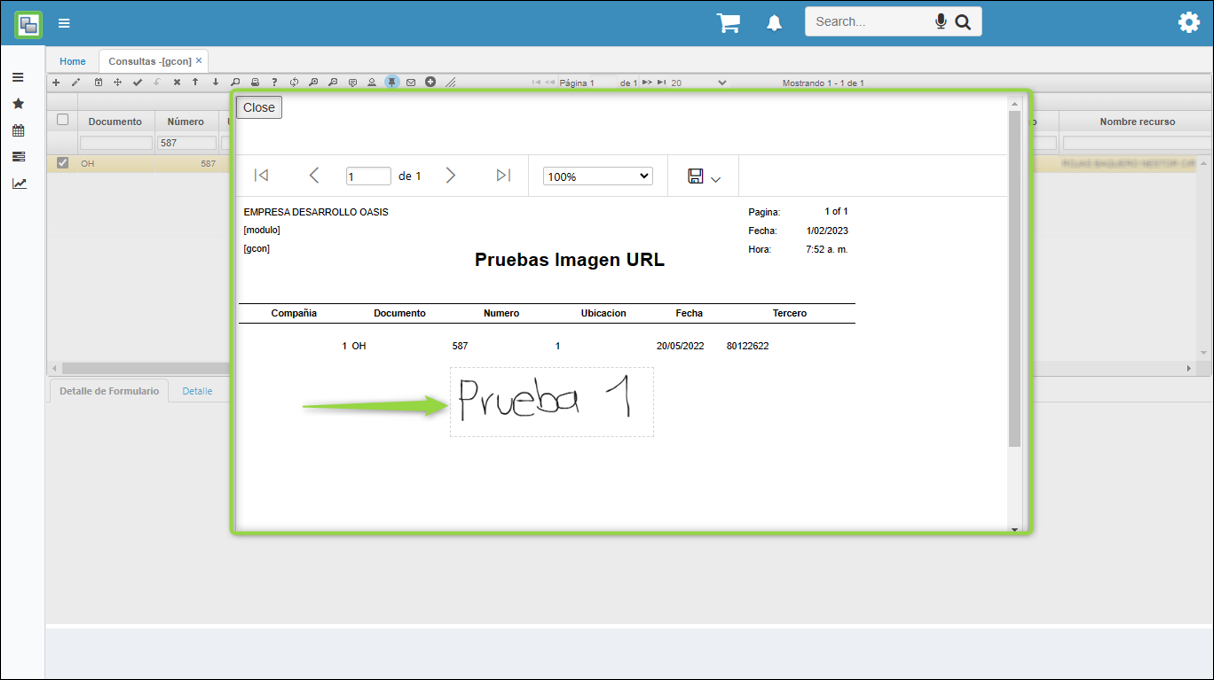 Search...
Home
Consultas -[gcon] ×
Página 1 de 1 20 Mostrando 1 - 1 de 1
Close
Documento Número Nombre recurso
587
OH 587
1 de 1 100%
EMPRESA DESARROLLO OASIS
[modulo]
[gcon]
Pagina: 1 of 1
Fecha: 1/02/2023
Hora: 7:52 a. m.
Pruebas Imagen URL
Compañia Documento Numero Ubicacion Fecha Tercero
1 OH 587 1 20/05/2022 80122622
Prueba 1
Detalle de Formulario Detalle